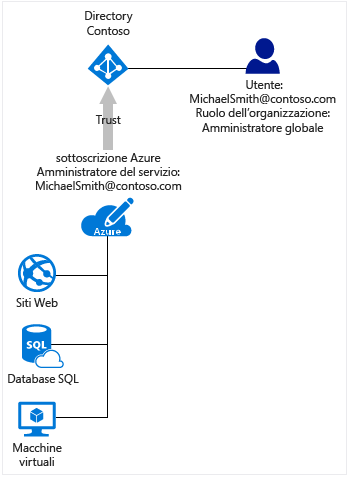 Directory
Contoso
Utente:
MichaelSmith@contoso.com
Ruolo dell'organizzazione:
Amministratore globale
Trust
sottoscrizione Azure
Amministratore del servizio:
MichaelSmith@contoso.com
Azure
Siti Web
SQL
Database SQL
Macchine
virtuali